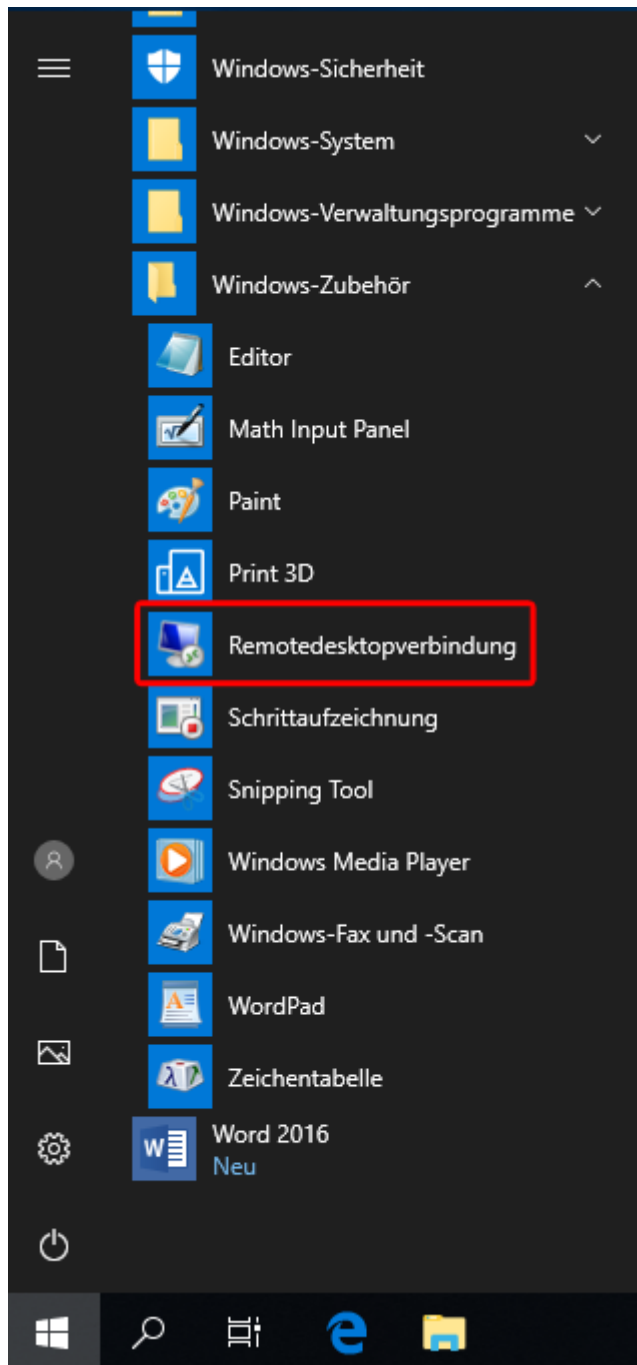 Windows-Sicherheit
Windows-System
Windows-Verwaltungsprogramme
Windows-Zubehör
Editor
Math Input Panel
Paint
Print 3D
Remotedesktopverbindung
Schrittaufzeichnung
Snipping Tool
Windows Media Player
Windows-Fax und -Scan
WordPad
Zeichentabelle
Word 2016
Neu